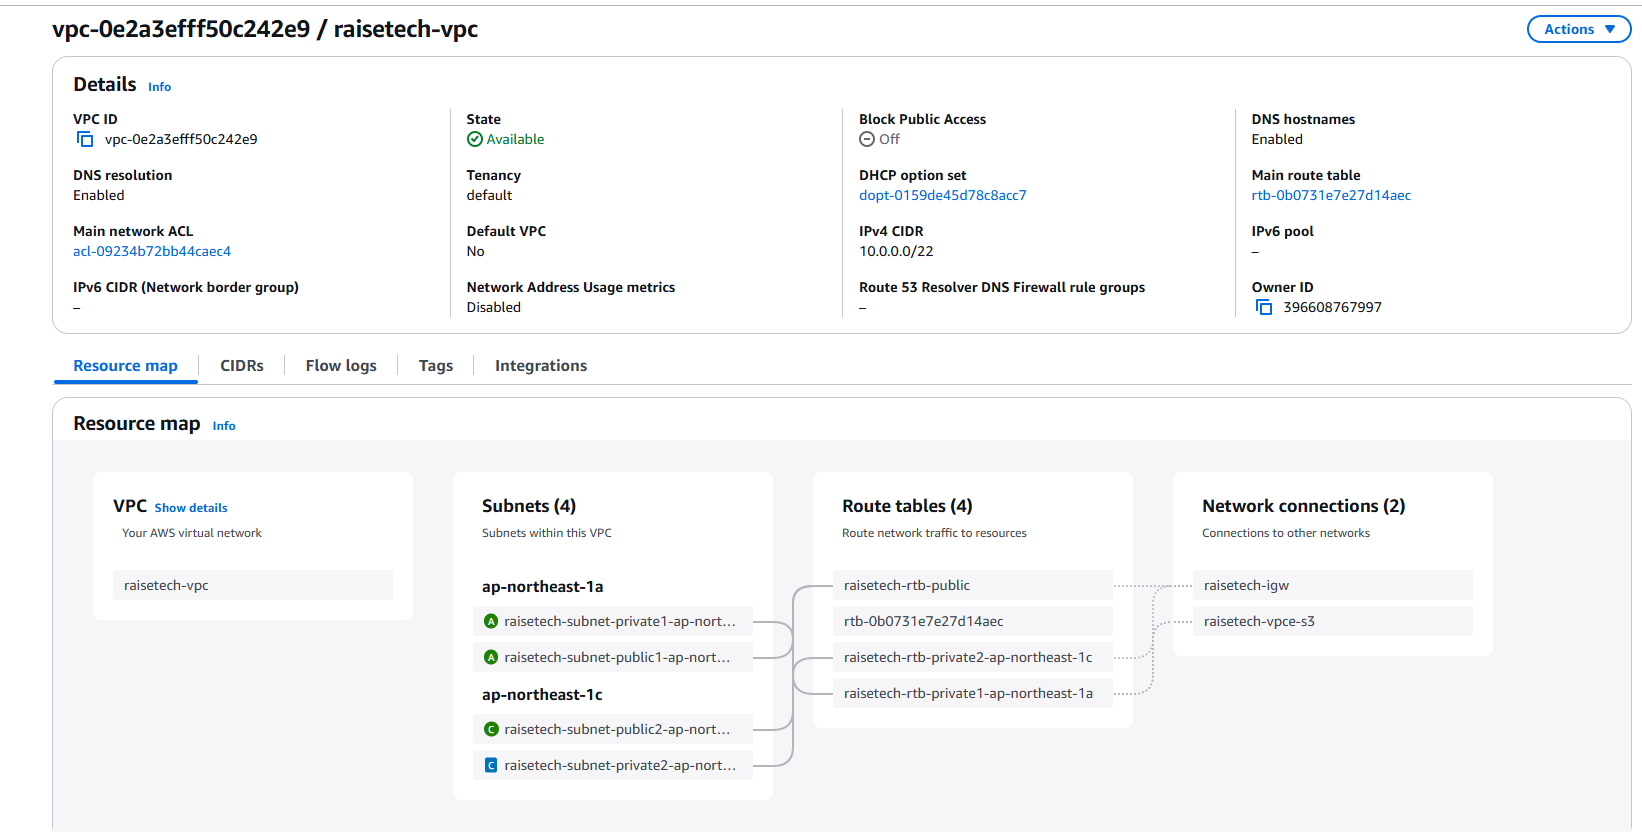 vpc-0e2a3efff50c242e9 / raisetech-vpc
Actions
Details Info
VPC ID
vpc-0e2a3efff50c242e9
State
Available
Block Public Access
Off
DNS hostnames
Enabled
DNS resolution
Enabled
Tenancy
default
DHCP option set
dopt-0159de45d78c8acc7
Main route table
rtb-0b0731e7e27d14aec
Main network ACL
acl-09234b72bb44caec4
Default VPC
No
IPv4 CIDR
10.0.0.0/22
IPv6 pool
–
IPv6 CIDR (Network border group)
–
Network Address Usage metrics
Disabled
Route 53 Resolver DNS Firewall rule groups
–
Owner ID
396608767997
Resource map CIDRs Flow logs Tags Integrations
Resource map Info
VPC Show details
Your AWS virtual network
raisetech-vpc
Subnets (4)
Subnets within this VPC
ap-northeast-1a
A raisetech-subnet-private1-ap-nort...
A raisetech-subnet-public1-ap-nort...
ap-northeast-1c
C raisetech-subnet-public2-ap-nort...
C raisetech-subnet-private2-ap-nort...
Route tables (4)
Route network traffic to resources
raisetech-rtb-public
rtb-0b0731e7e27d14aec
raisetech-rtb-private2-ap-northeast-1c
raisetech-rtb-private1-ap-northeast-1a
Network connections (2)
Connections to other networks
raisetech-igw
raisetech-vpce-s3